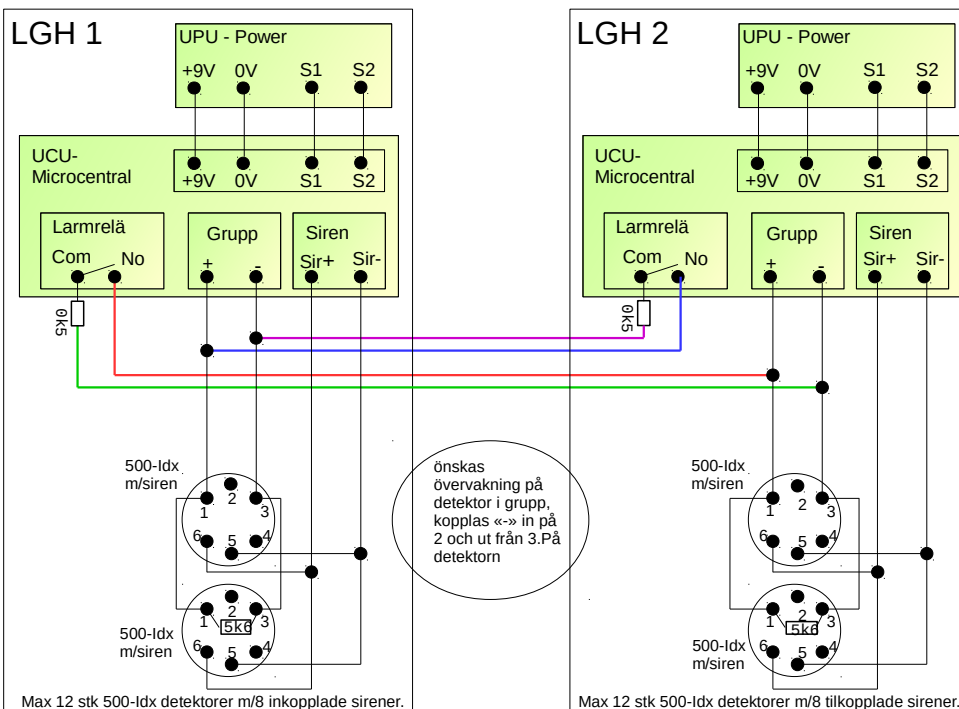 LGH 1
UPU - Power
+9V 0V S1 S2
UCU-
Microcentral
+9V 0V S1 S2
Larmrelä
Com No
Grupp
+ -
Siren
Sir+ Sir-
0k5
500-Idx
m/siren
1 2 3
6 5 4
500-Idx
m/siren
1 2 3
5k6
6 5 4
Max 12 stk 500-Idx detektorer m/8 inkopplade sirener.
önskas
övervakning på
detektor i grupp,
kopplas «-» in på
2 och ut från 3.På
detektorn
LGH 2
UPU - Power
+9V 0V S1 S2
UCU-
Microcentral
+9V 0V S1 S2
Larmrelä
Com No
Grupp
+ -
Siren
Sir+ Sir-
0k5
500-Idx
m/siren
1 2 3
6 5 4
500-Idx
m/siren
1 2 3
5k6
6 5 4
Max 12 stk 500-Idx detektorer m/8 tilkopplade sirener.